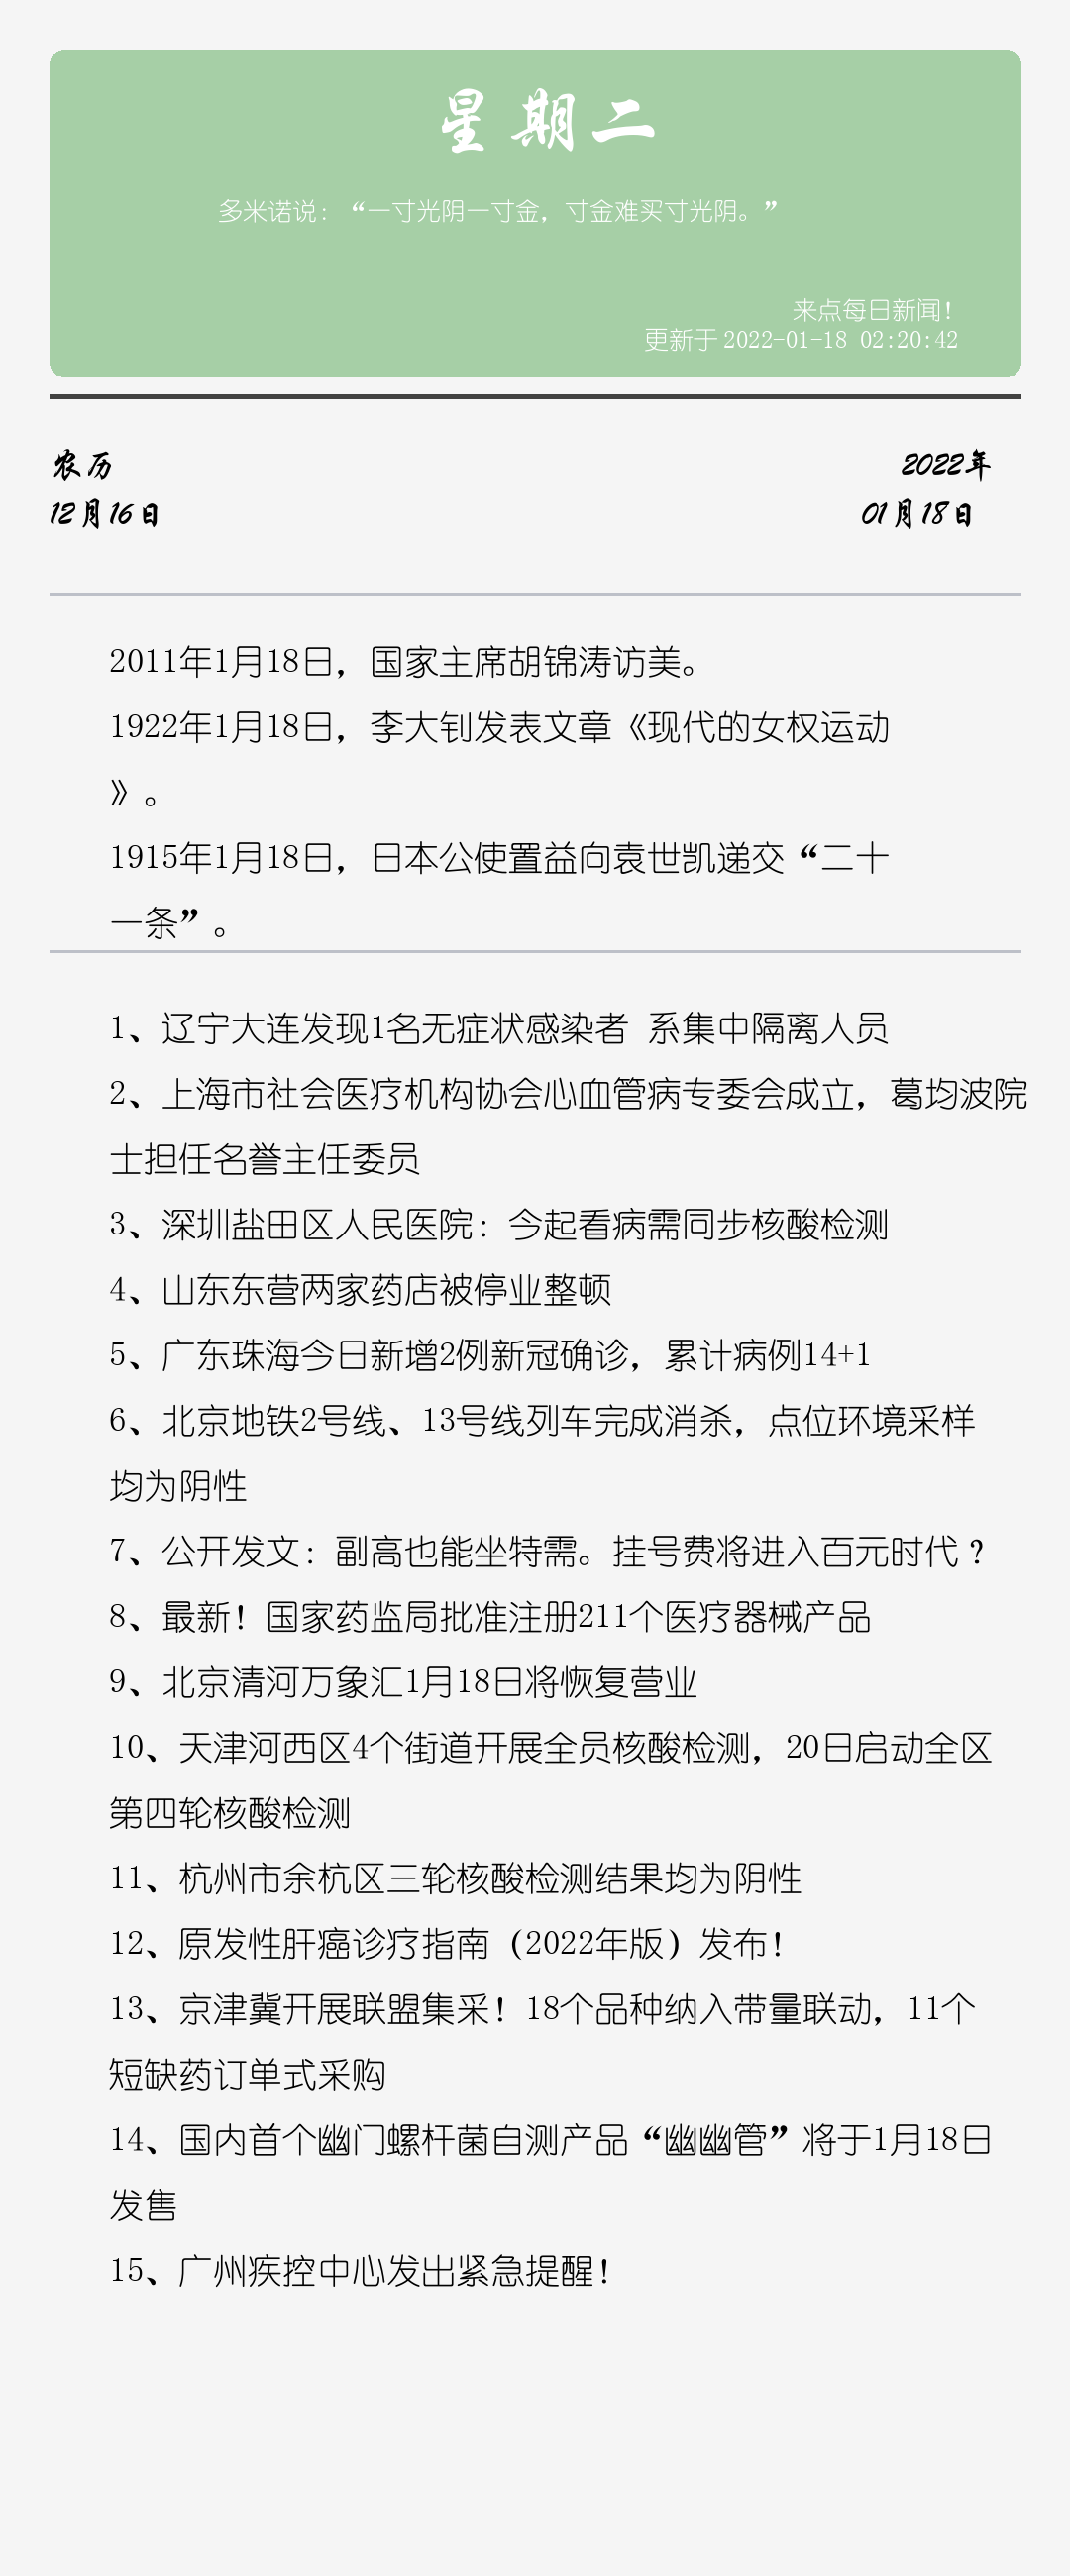 星期二
多米诺说：“一寸光阴一寸金，寸金难买寸光阴。”
来点每日新闻！
更新于 2022-01-18 02:20:42
农历
2022年
12月16日
01月18日
2011年1月18日，国家主席胡锦涛访美。
1922年1月18日，李大钊发表文章《现代的女权运动
》。
1915年1月18日，日本公使置益向袁世凯递交“二十
一条”。
1、辽宁大连发现1名无症状感染者 系集中隔离人员
2、上海市社会医疗机构协会心血管病专委会成立，葛均波院
士担任名誉主任委员
3、深圳盐田区人民医院：今起看病需同步核酸检测
4、山东东营两家药店被停业整顿
5、广东珠海今日新增2例新冠确诊，累计病例14+1
6、北京地铁2号线、13号线列车完成消杀，点位环境采样
均为阴性
7、公开发文：副高也能坐特需。挂号费将进入百元时代？
8、最新！国家药监局批准注册211个医疗器械产品
9、北京清河万象汇1月18日将恢复营业
10、天津河西区4个街道开展全员核酸检测，20日启动全区
第四轮核酸检测
11、杭州市余杭区三轮核酸检测结果均为阴性
12、原发性肝癌诊疗指南（2022年版）发布！
13、京津冀开展联盟集采！18个品种纳入带量联动，11个
短缺药订单式采购
14、国内首个幽门螺杆菌自测产品“幽幽管”将于1月18日
发售
15、广州疾控中心发出紧急提醒！